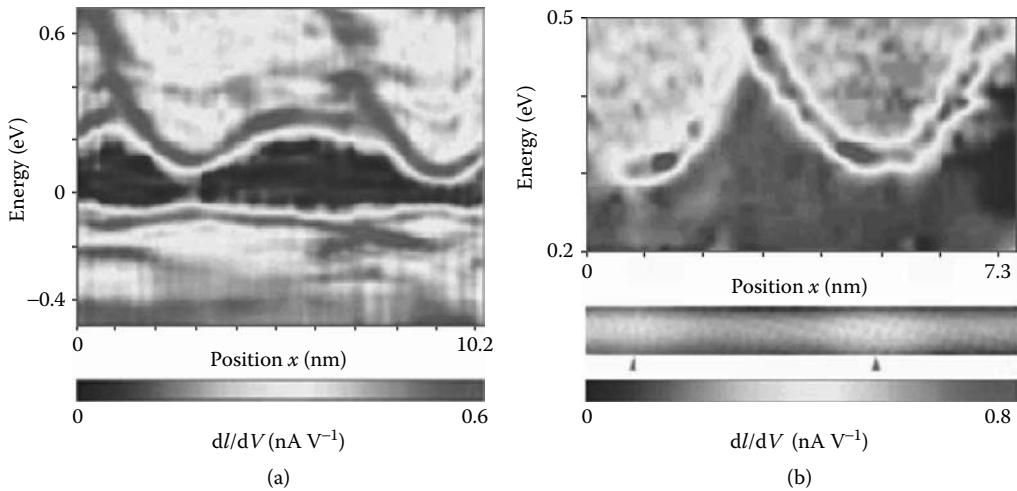 0.6
0
−0.4
Energy (eV)
0
10.2
Position x (nm)
0
0.6
dI/dV (nA V−1)
(a)
0.5
0.2
Energy (eV)
0
7.3
Position x (nm)
0
0.8
dI/dV (nA V−1)
(b)